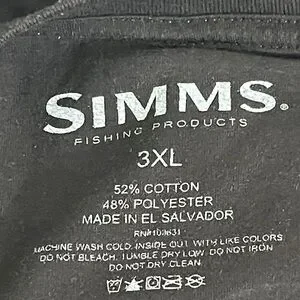 SIMMS.
FISHING PRODUCTS
3XL
52% COTTON
48% POLYESTER
MADE IN EL SALVADOR
MACHINE WASH COLD INSIDE OUT WITH LIKE COLORS
DO NOT BLEACH. TUMBLE DRY LOW. DO NOT IRON
DO NOT DRY CLEAN.